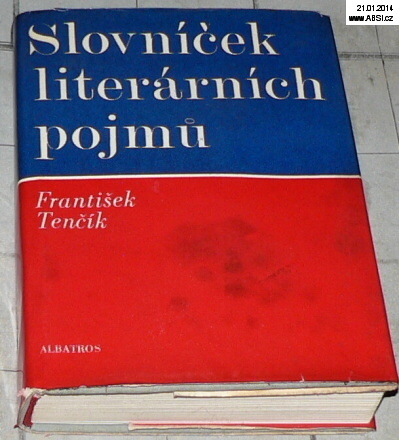 21.01.2014
www.ABSI.cz
Slovníček
literárních
pojmů
František
Tenčík
ALBATROS